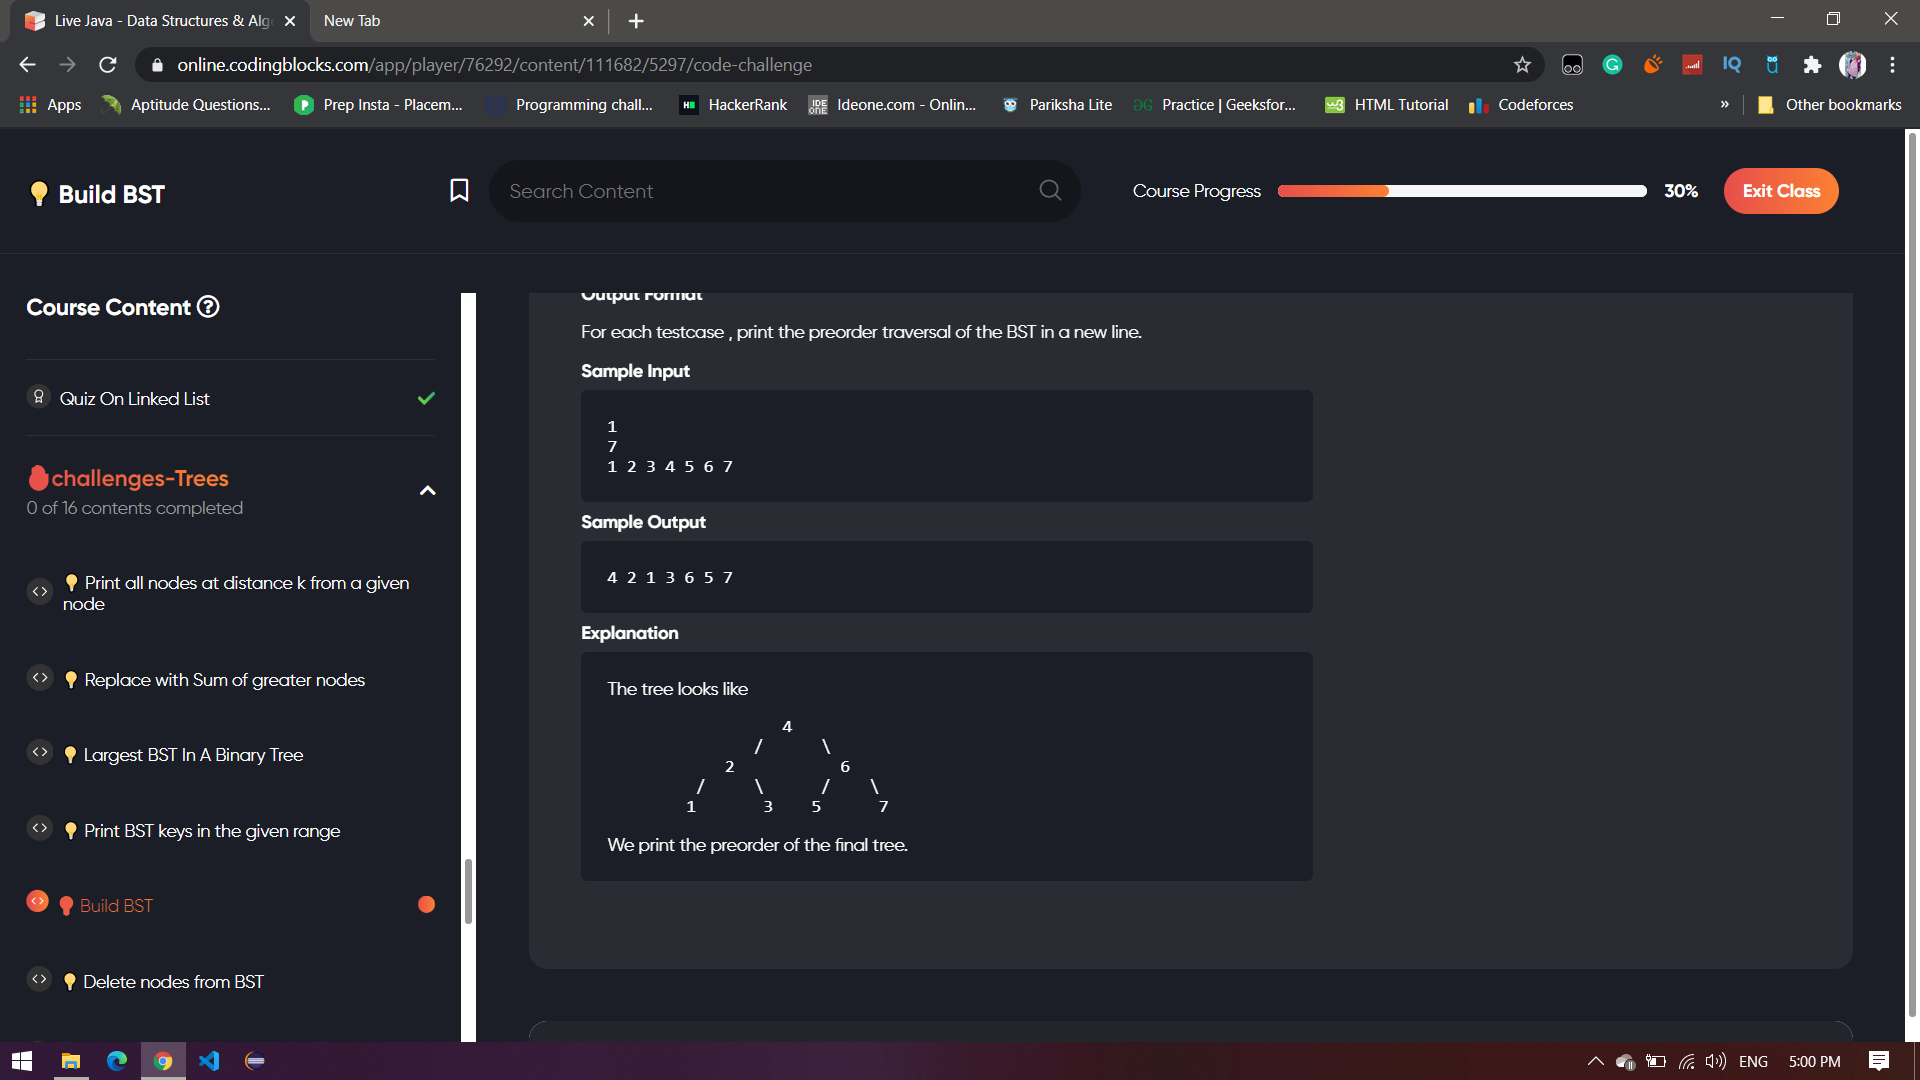 Live Java - Data Structures & Alg
New Tab
online.codingblocks.com/app/player/76292/content/111682/5297/code-challenge
Apps
Aptitude Questions...
Prep Insta - Placem...
Programming chall...
HackerRank
Ideone.com - Onlin...
Pariksha Lite
Practice | Geeksfor...
HTML Tutorial
Codeforces
»
Other bookmarks
Build BST
Search Content
Course Progress
30%
Exit Class
Course Content
Quiz On Linked List
challenges-Trees
0 of 16 contents completed
Print all nodes at distance k from a given
node
Replace with Sum of greater nodes
Largest BST In A Binary Tree
Print BST keys in the given range
Build BST
Delete nodes from BST
Output Format
For each testcase , print the preorder traversal of the BST in a new line.
Sample Input
1
7
1 2 3 4 5 6 7
Sample Output
4 2 1 3 6 5 7
Explanation
The tree looks like
4
/ \
2 6
/ \ / \
1 3 5 7
We print the preorder of the final tree.
ENG
5:00 PM